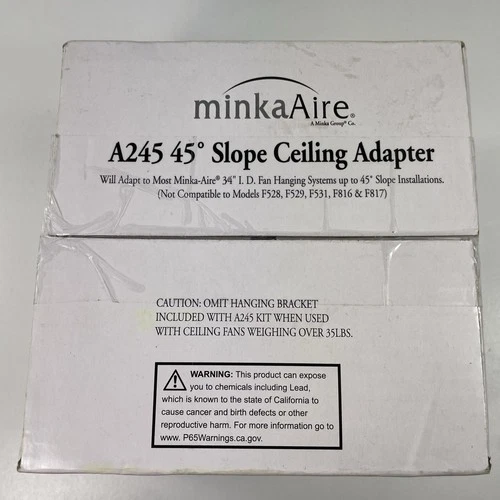 minkaAire®
A Minka Group® Co.
A245 45° Slope Ceiling Adapter
Will Adapt to Most Minka-Aire® 3/4" I. D. Fan Hanging Systems up to 45° Slope Installations.
(Not Compatible to Models F528, F529, F531, F816 & F817)
CAUTION: OMIT HANGING BRACKET
INCLUDED WITH A245 KIT WHEN USED
WITH CEILING FANS WEIGHING OVER 35LBS.
WARNING: This product can expose
you to chemicals including Lead,
which is known to the state of California to
cause cancer and birth defects or other
reproductive harm. For more information go to
www. P65Warnings.ca.gov.